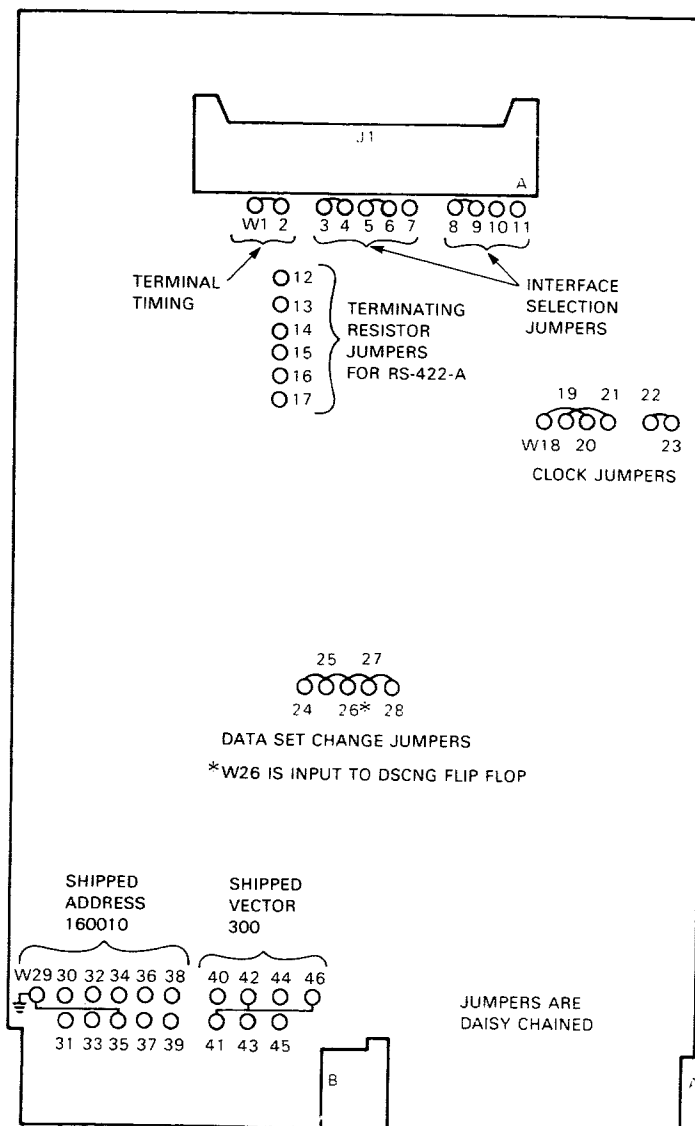 J1
A
W1 2 3 4 5 6 7 8 9 10 11
TERMINAL
TIMING
12
13
14
15
16
17
TERMINATING
RESISTOR
JUMPERS
FOR RS-422-A
INTERFACE
SELECTION
JUMPERS
19 21 22
W18 20 23
CLOCK JUMPERS
25 27
24 26* 28
DATA SET CHANGE JUMPERS
*W26 IS INPUT TO DSCNG FLIP FLOP
SHIPPED
ADDRESS
160010
SHIPPED
VECTOR
300
W29 30 32 34 36 38 40 42 44 46
31 33 35 37 39 41 43 45
JUMPERS ARE
DAISY CHAINED
B
A